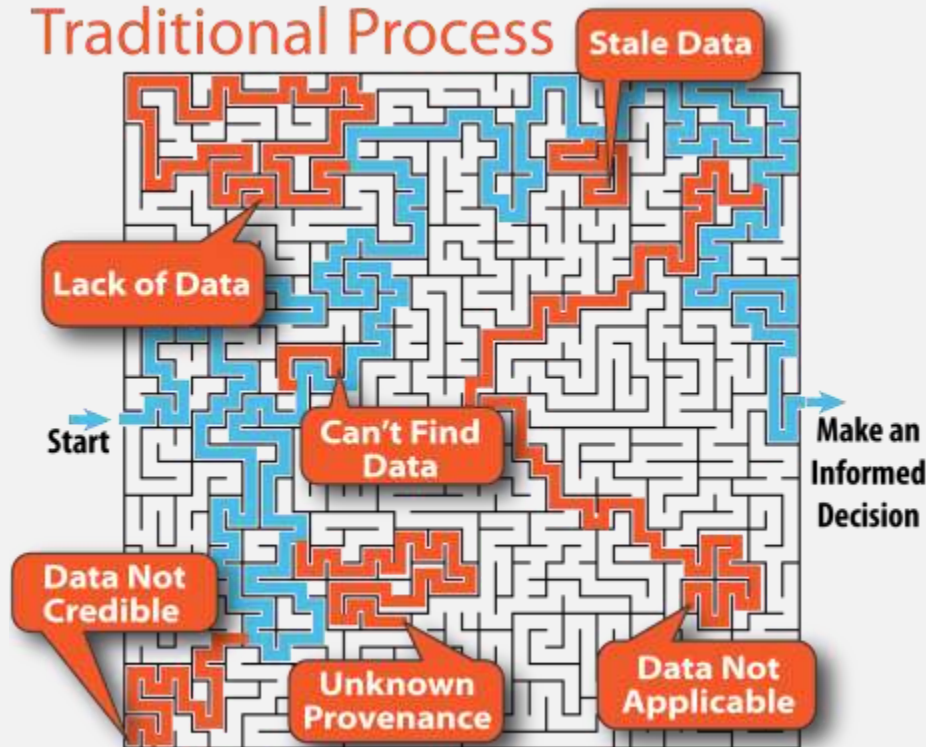 Traditional Process
Stale Data
Lack of Data
Start
Can't Find
Data
Make an
Informed
Decision
Data Not
Credible
Unknown
Provenance
Data Not
Applicable